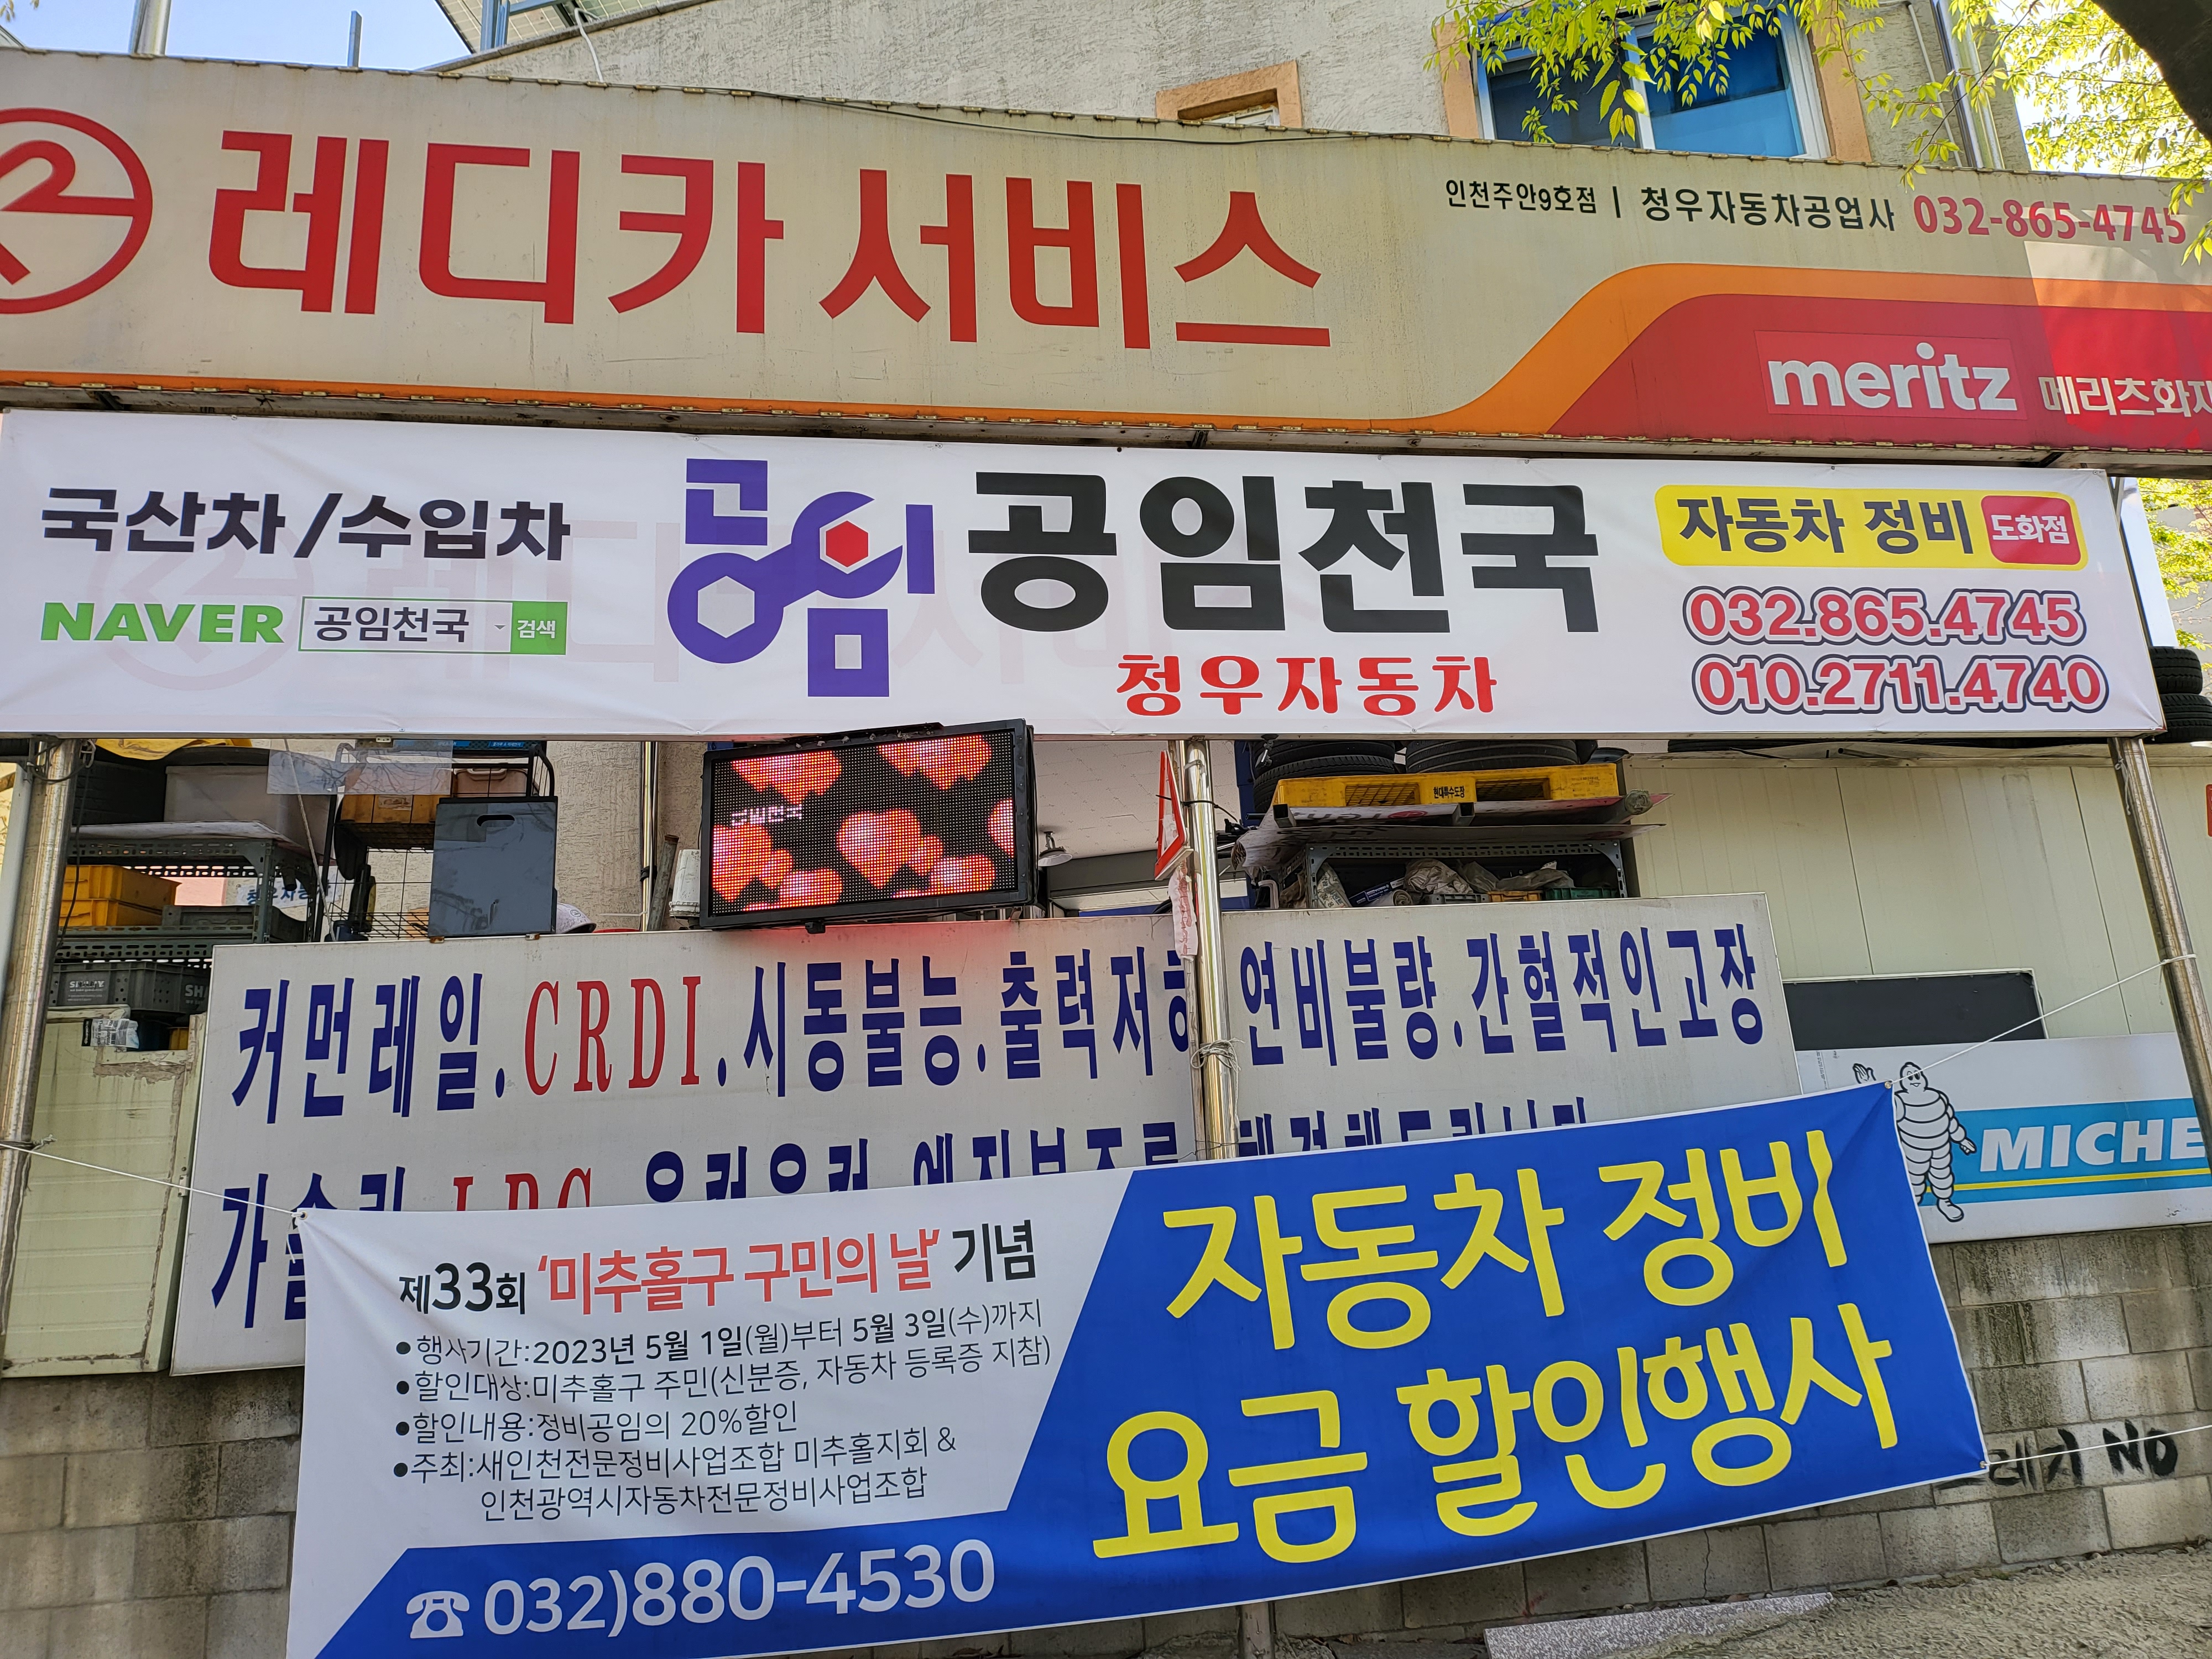 레디카 서비스
인천주안9호점 | 청우자동차공업사 032-865-4745
meritz 메리츠화재
국산차/수입차
NAVER 공임천국 검색
공임
공임천국
청우자동차
자동차 정비 도화점
032.865.4745
010.2711.4740
커먼레일.CRDI.시동불능.출력저하 연비불량.간헐적인고장
가솔린.LPG
MICHE
제33회 '미추홀구 구민의 날' 기념
•행사기간:2023년 5월 1일(월)부터 5월 3일(수)까지
•할인대상:미추홀구 주민(신분증, 자동차 등록증 지참)
•할인내용:정비공임의 20%할인
•주최:새인천전문정비사업조합 미추홀지회 &
인천광역시자동차전문정비사업조합
☎ 032)880-4530
자동차 정비
요금 할인행사
NO